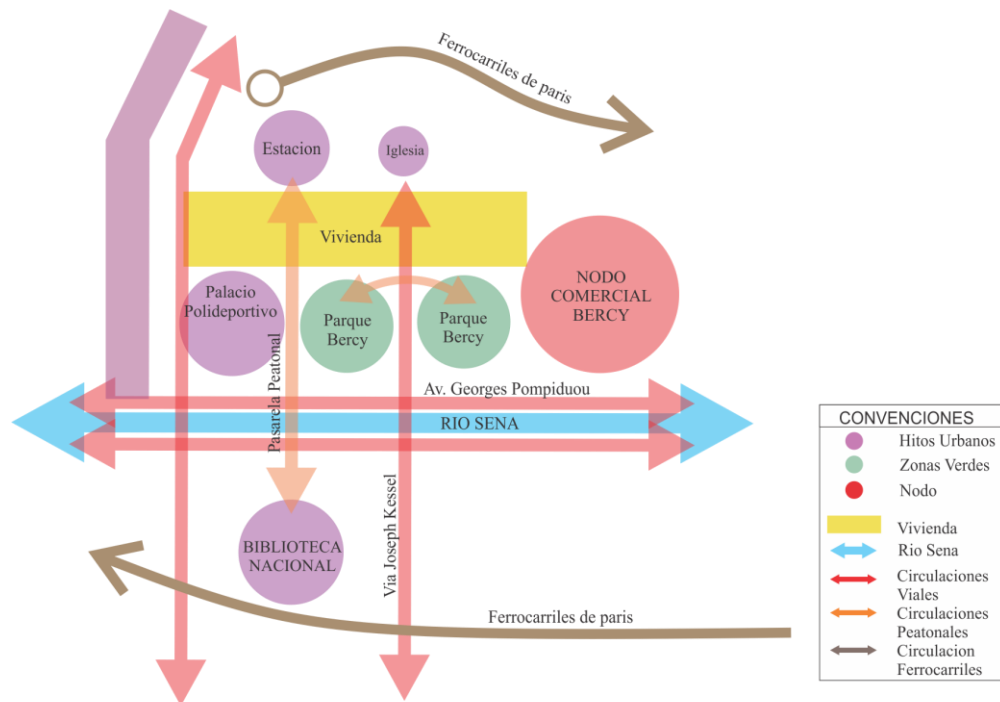 Ferrocarriles de paris
Estacion
Iglesia
Vivienda
Palacio
Polideportivo
Parque
Bercy
Parque
Bercy
NODO
COMERCIAL
BERCY
Pasarela Peatonal
Av. Georges Pompiduou
RIO SENA
Via Joseph Kessel
BIBLIOTECA
NACIONAL
Ferrocarriles de paris
CONVENCIONES
Hitos Urbanos
Zonas Verdes
Nodo
Vivienda
Rio Sena
Circulaciones
Viales
Circulaciones
Peatonales
Circulacion
Ferrocarriles